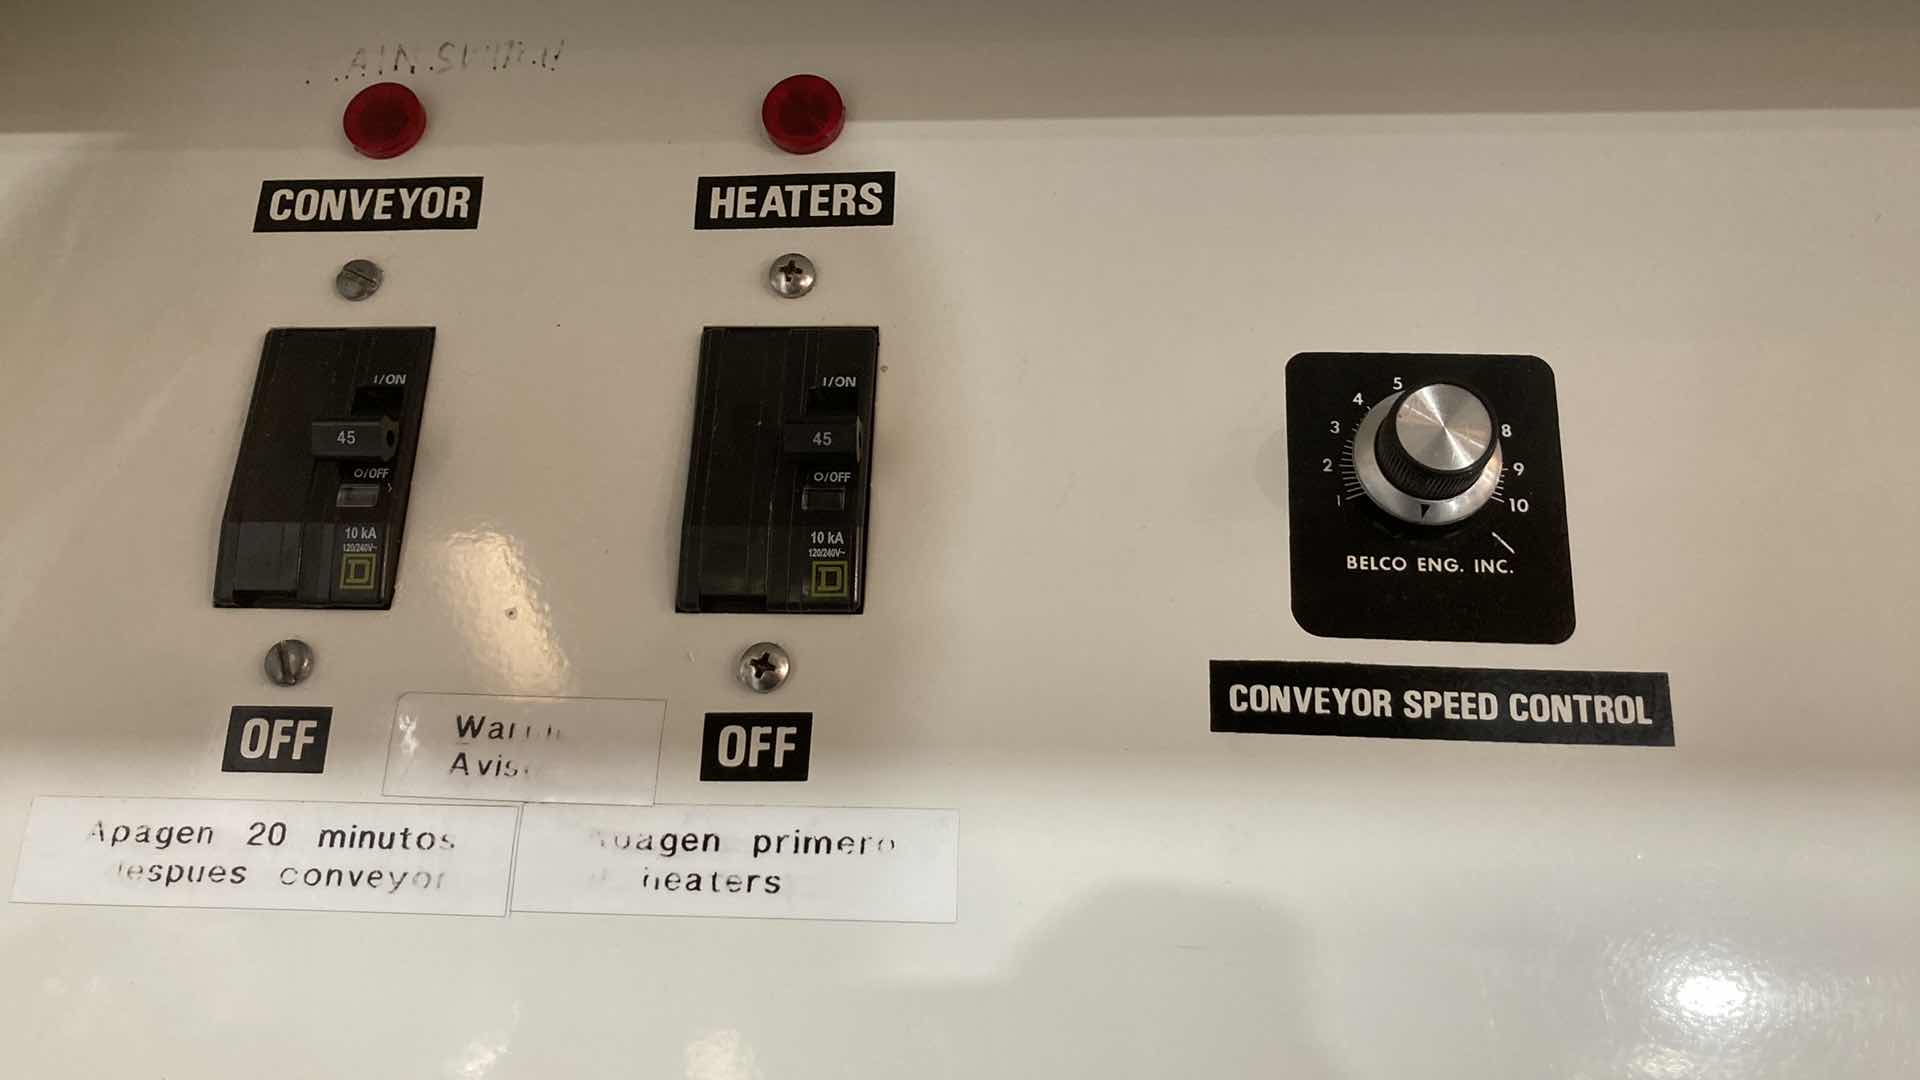 CONVEYOR
HEATERS
I/ON
45
O/OFF
10 kA
120/240V~
D
I/ON
45
O/OFF
10 kA
120/240V~
D
5
4
3
2
1
8
9
10
BELCO ENG. INC.
CONVEYOR SPEED CONTROL
OFF
OFF
Apagen 20 minutos
despues conveyor
Apagen primero
heaters